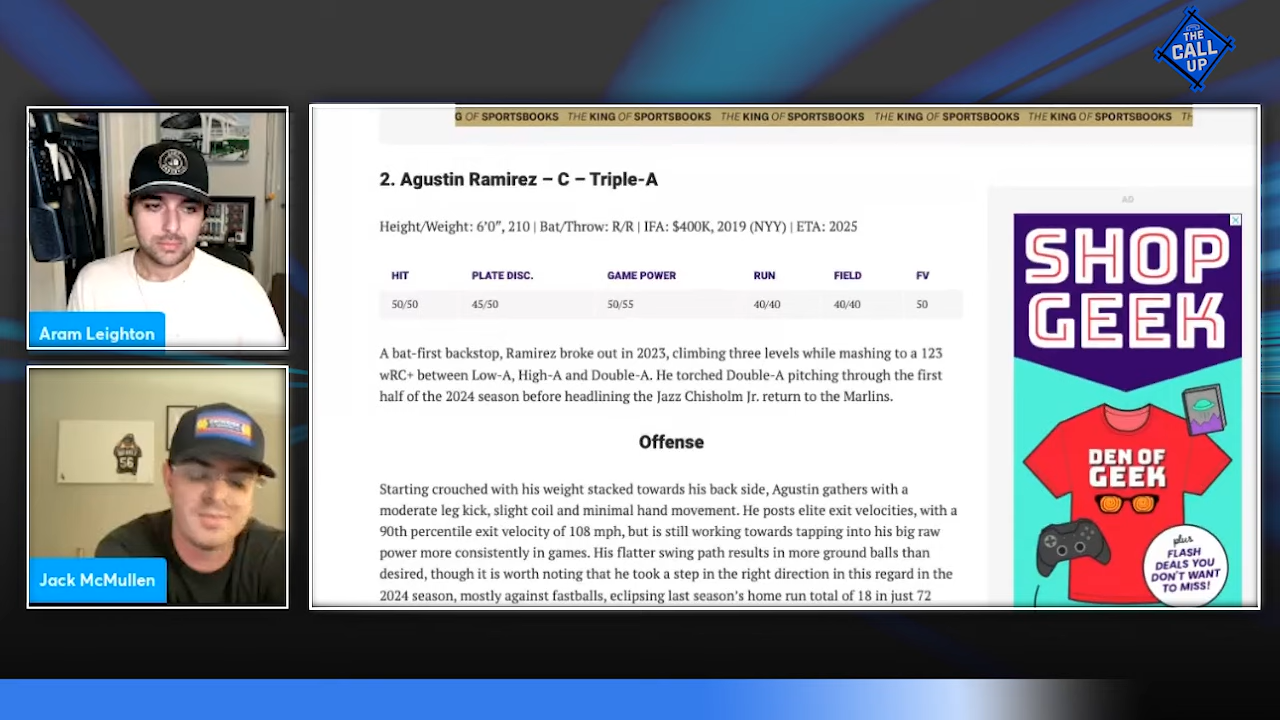 THE
CALL
UP
G OF SPORTSBOOKS THE KING OF SPORTSBOOKS THE KING OF SPORTSBOOKS THE KING OF SPORTSBOOKS THE KING OF SPORTSBOOKS TH
2. Agustin Ramirez – C – Triple-A
Height/Weight: 6'0", 210 | Bat/Throw: R/R | IFA: $400K, 2019 (NYY) | ETA: 2025
HIT PLATE DISC. GAME POWER RUN FIELD FV
50/50 45/50 50/55 40/40 40/40 50
A bat-first backstop, Ramirez broke out in 2023, climbing three levels while mashing to a 123
wRC+ between Low-A, High-A and Double-A. He torched Double-A pitching through the first
half of the 2024 season before headlining the Jazz Chisholm Jr. return to the Marlins.
Offense
Starting crouched with his weight stacked towards his back side, Agustin gathers with a
moderate leg kick, slight coil and minimal hand movement. He posts elite exit velocities, with a
90th percentile exit velocity of 108 mph, but is still working towards tapping into his big raw
power more consistently in games. His flatter swing path results in more ground balls than
desired, though it is worth noting that he took a step in the right direction in this regard in the
2024 season, mostly against fastballs, eclipsing last season's home run total of 18 in just 72
AD
SHOP
GEEK
DEN OF
GEEK
plus
FLASH
DEALS YOU
DON'T WANT
TO MISS!
Aram Leighton
56
Jack McMullen